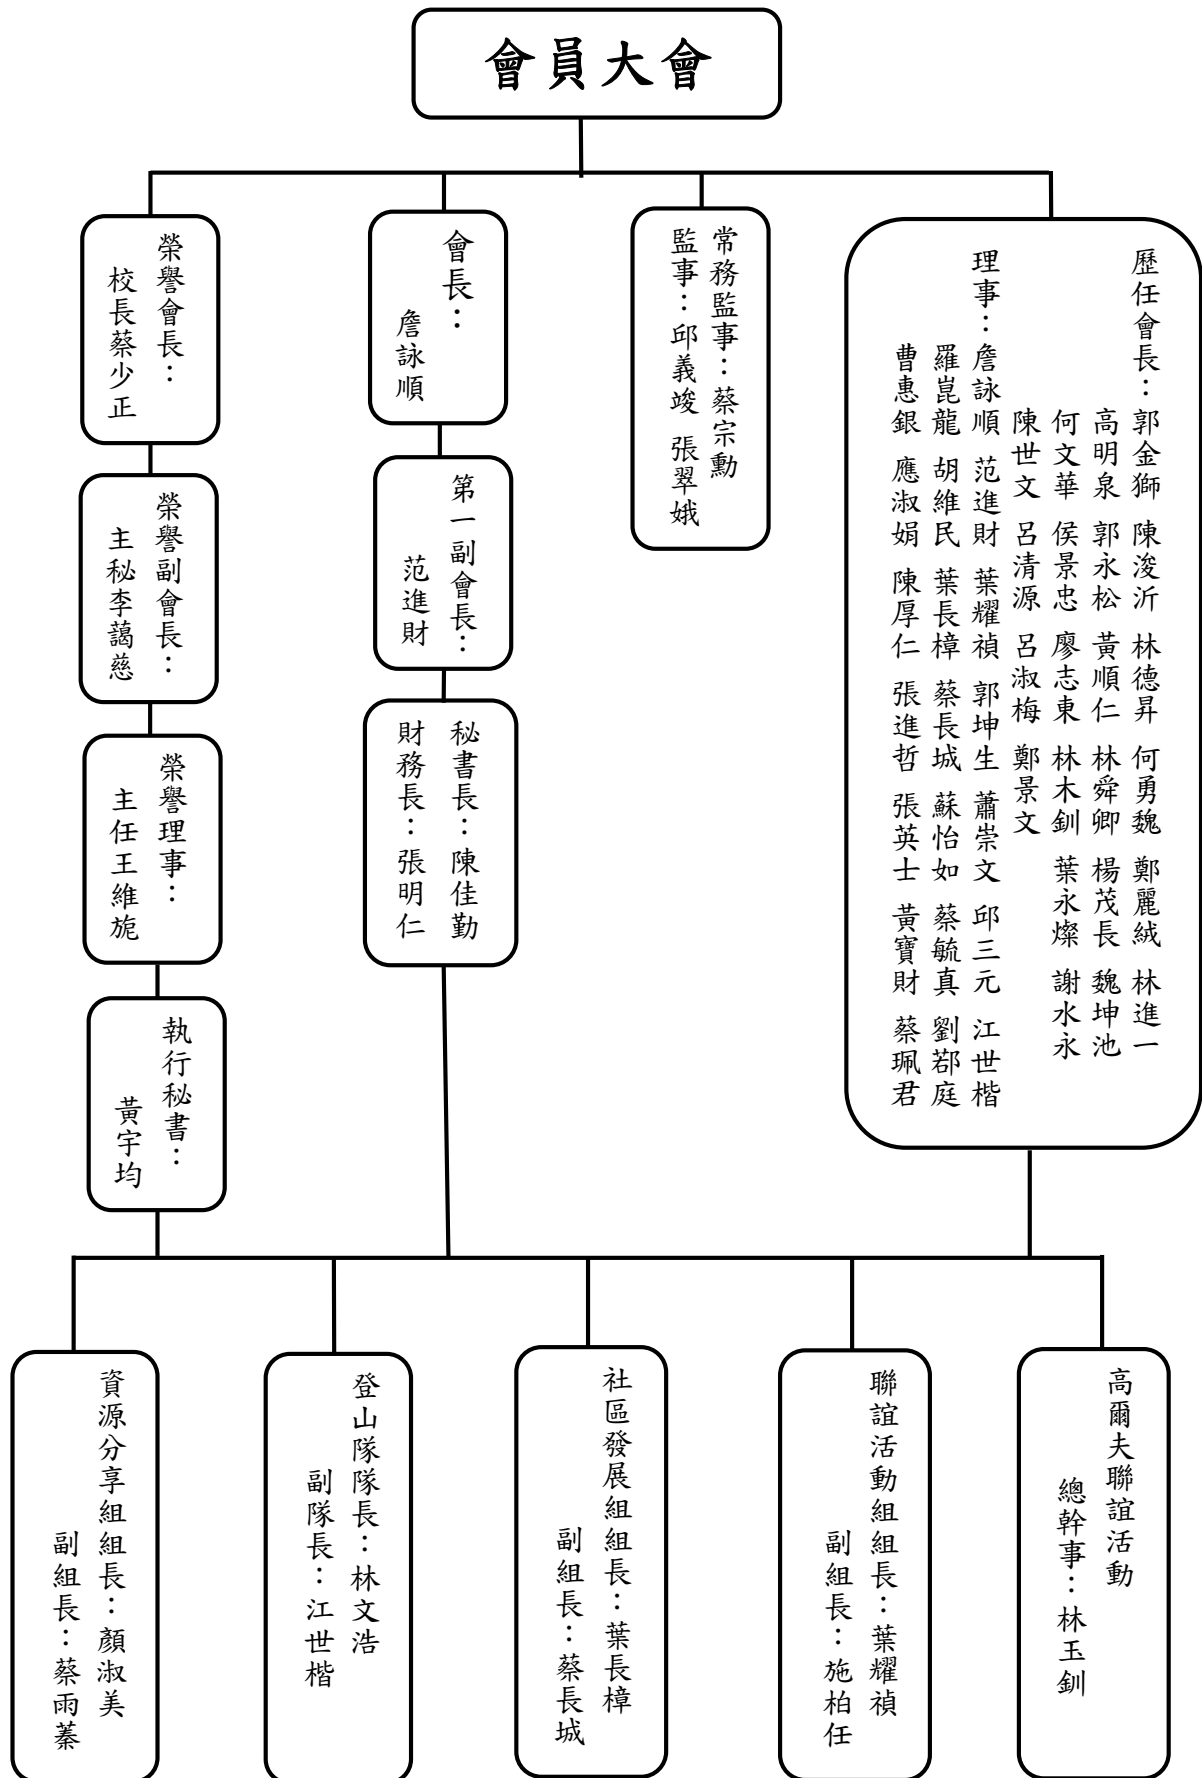 會員大會
歷任會長：郭金獅 陳浚沂 林德昇 何勇魏 鄭麗絨 林進一
高明泉 郭永松 黃順仁 林舜卿 楊茂長 魏坤池
何文華 侯景忠 廖志東 林木釧 葉永燦 謝水永
陳世文 呂清源 呂淑梅 鄭景文
理事：詹詠順 范進財 葉耀禎 郭坤生 蕭崇文 邱三元 江世楷
羅崑龍 胡維民 葉長樟 蔡長城 蘇怡如 蔡毓真 劉郡庭
曹惠銀 應淑娟 陳厚仁 張進哲 張英士 黃寶財 蔡珮君
常務監事：蔡宗勳
監事：邱義竣 張翠娥
會長：
詹詠順
第一副會長：
范進財
秘書長：陳佳勤
財務長：張明仁
榮譽會長：
校長蔡少正
榮譽副會長：
主秘李藹慈
榮譽理事：
主任王維旎
執行秘書：
黃宇均
高爾夫聯誼活動
總幹事：林玉釧
聯誼活動組組長：葉耀禎
副組長：施柏任
社區發展組組長：葉長樟
副組長：蔡長城
登山隊隊長：林文浩
副隊長：江世楷
資源分享組組長：顏淑美
副組長：蔡雨蓁